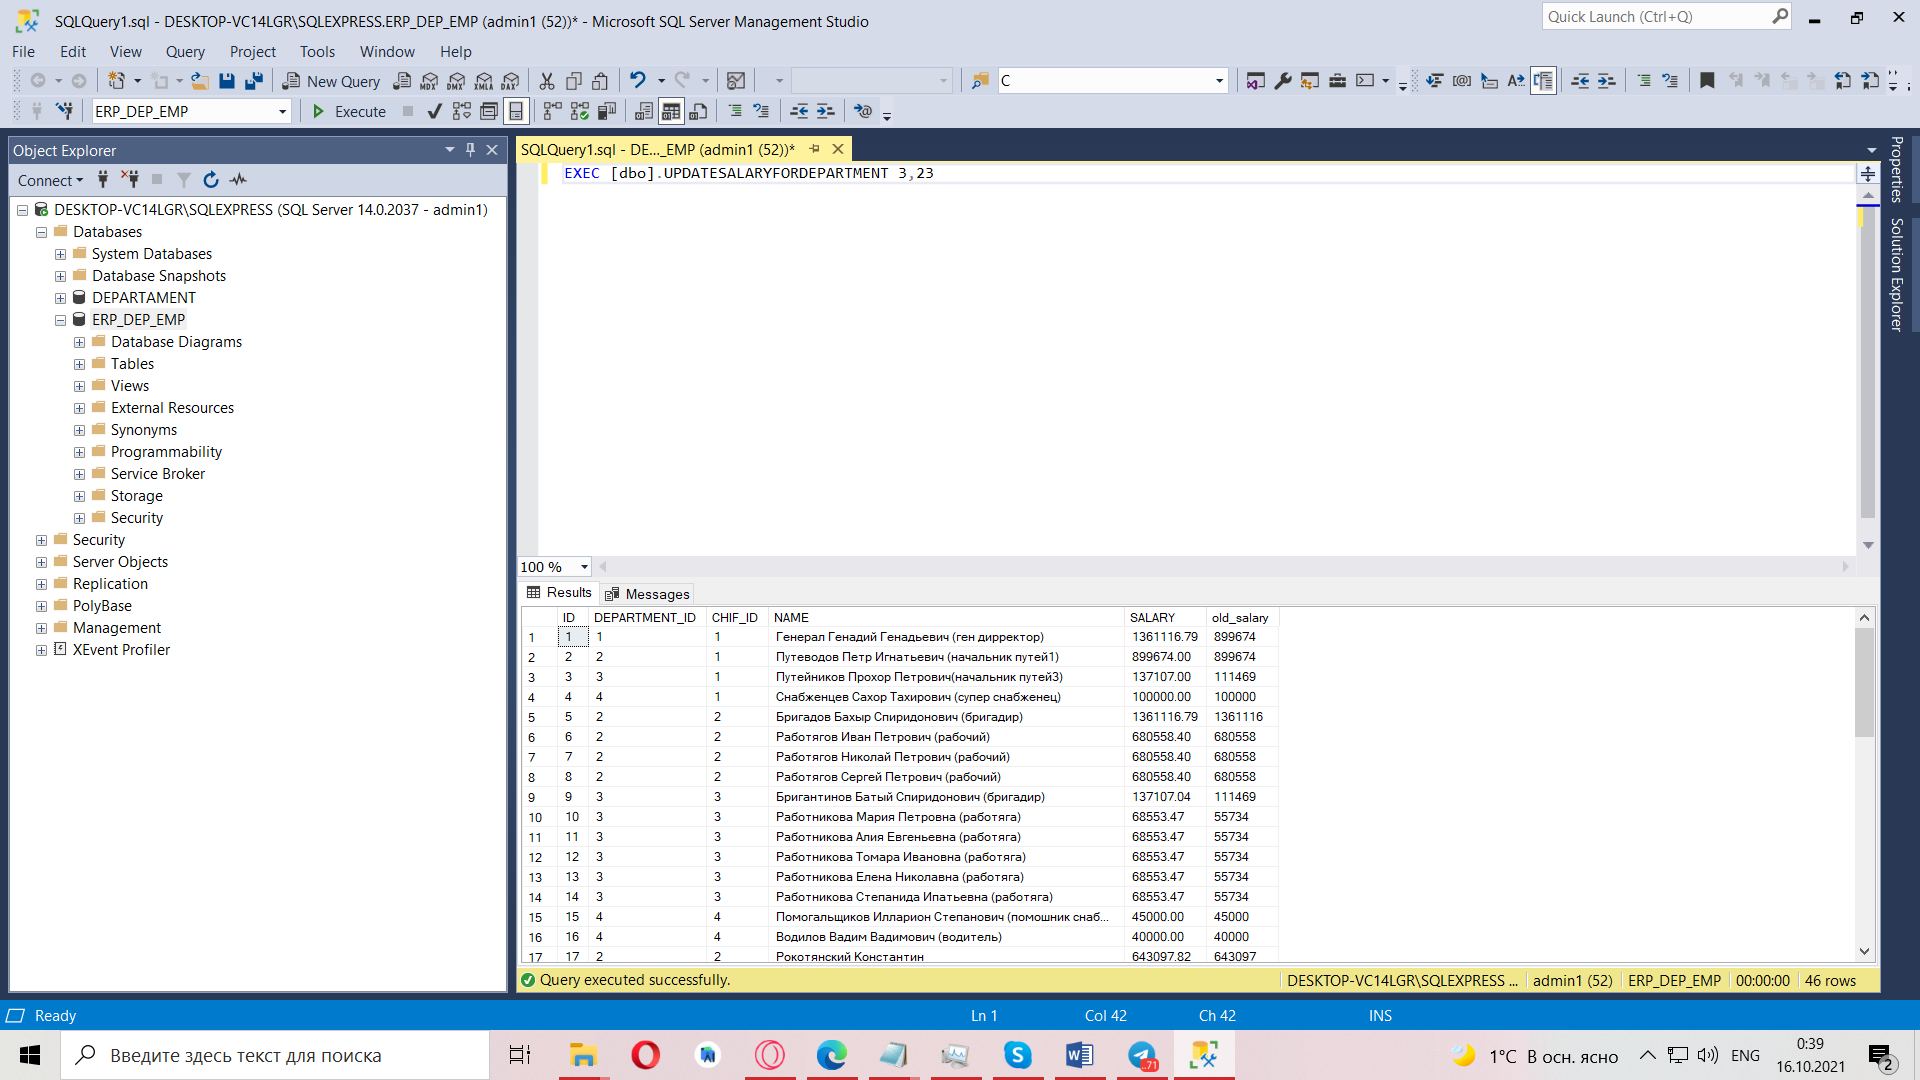 SQLQuery1.sql - DESKTOP-VC14LGR\SQLEXPRESS.ERP_DEP_EMP (admin1 (52))* - Microsoft SQL Server Management Studio
Quick Launch (Ctrl+Q)
File Edit View Query Project Tools Window Help
New Query MDX DMX XMLA DAX C
ERP_DEP_EMP Execute
Object Explorer
Connect
DESKTOP-VC14LGR\SQLEXPRESS (SQL Server 14.0.2037 - admin1)
Databases
System Databases
Database Snapshots
DEPARTAMENT
ERP_DEP_EMP
Database Diagrams
Tables
Views
External Resources
Synonyms
Programmability
Service Broker
Storage
Security
Security
Server Objects
Replication
PolyBase
Management
XEvent Profiler
SQLQuery1.sql - DE..._EMP (admin1 (52))*
EXEC [dbo].UPDATESALARYFORDEPARTMENT 3,23
Properties
Solution Explorer
100 %
Results Messages
ID DEPARTMENT_ID CHIF_ID NAME SALARY old_salary
1 1 1 1 Генерал Генадий Генадьевич (ген дирректор) 1361116.79 899674
2 2 2 1 Путеводов Петр Игнатьевич (начальник путей1) 899674.00 899674
3 3 3 1 Путейников Прохор Петрович(начальник путей3) 137107.00 111469
4 4 4 1 Снабженцев Сахор Тахирович (супер снабженец) 100000.00 100000
5 5 2 2 Бригадов Бахыр Спиридонович (бригадир) 1361116.79 1361116
6 6 2 2 Работягов Иван Петрович (рабочий) 680558.40 680558
7 7 2 2 Работягов Николай Петрович (рабочий) 680558.40 680558
8 8 2 2 Работягов Сергей Петрович (рабочий) 680558.40 680558
9 9 3 3 Бригантинов Батый Спиридонович (бригадир) 137107.04 111469
10 10 3 3 Работникова Мария Петровна (работяга) 68553.47 55734
11 11 3 3 Работникова Алия Евгеньевна (работяга) 68553.47 55734
12 12 3 3 Работникова Томара Ивановна (работяга) 68553.47 55734
13 13 3 3 Работникова Елена Николавна (работяга) 68553.47 55734
14 14 3 3 Работникова Степанида Ипатьевна (работяга) 68553.47 55734
15 15 4 4 Помогальщиков Илларион Степанович (помошник снаб... 45000.00 45000
16 16 4 4 Водилов Вадим Вадимович (водитель) 40000.00 40000
17 17 2 2 Рокотянский Константин 643097.82 643097
Query executed successfully. DESKTOP-VC14LGR\SQLEXPRESS ... admin1 (52) ERP_DEP_EMP 00:00:00 46 rows
Ready Ln 1 Col 42 Ch 42 INS
Введите здесь текст для поиска
..71
1°C В осн. ясно
ENG
0:39
16.10.2021
2